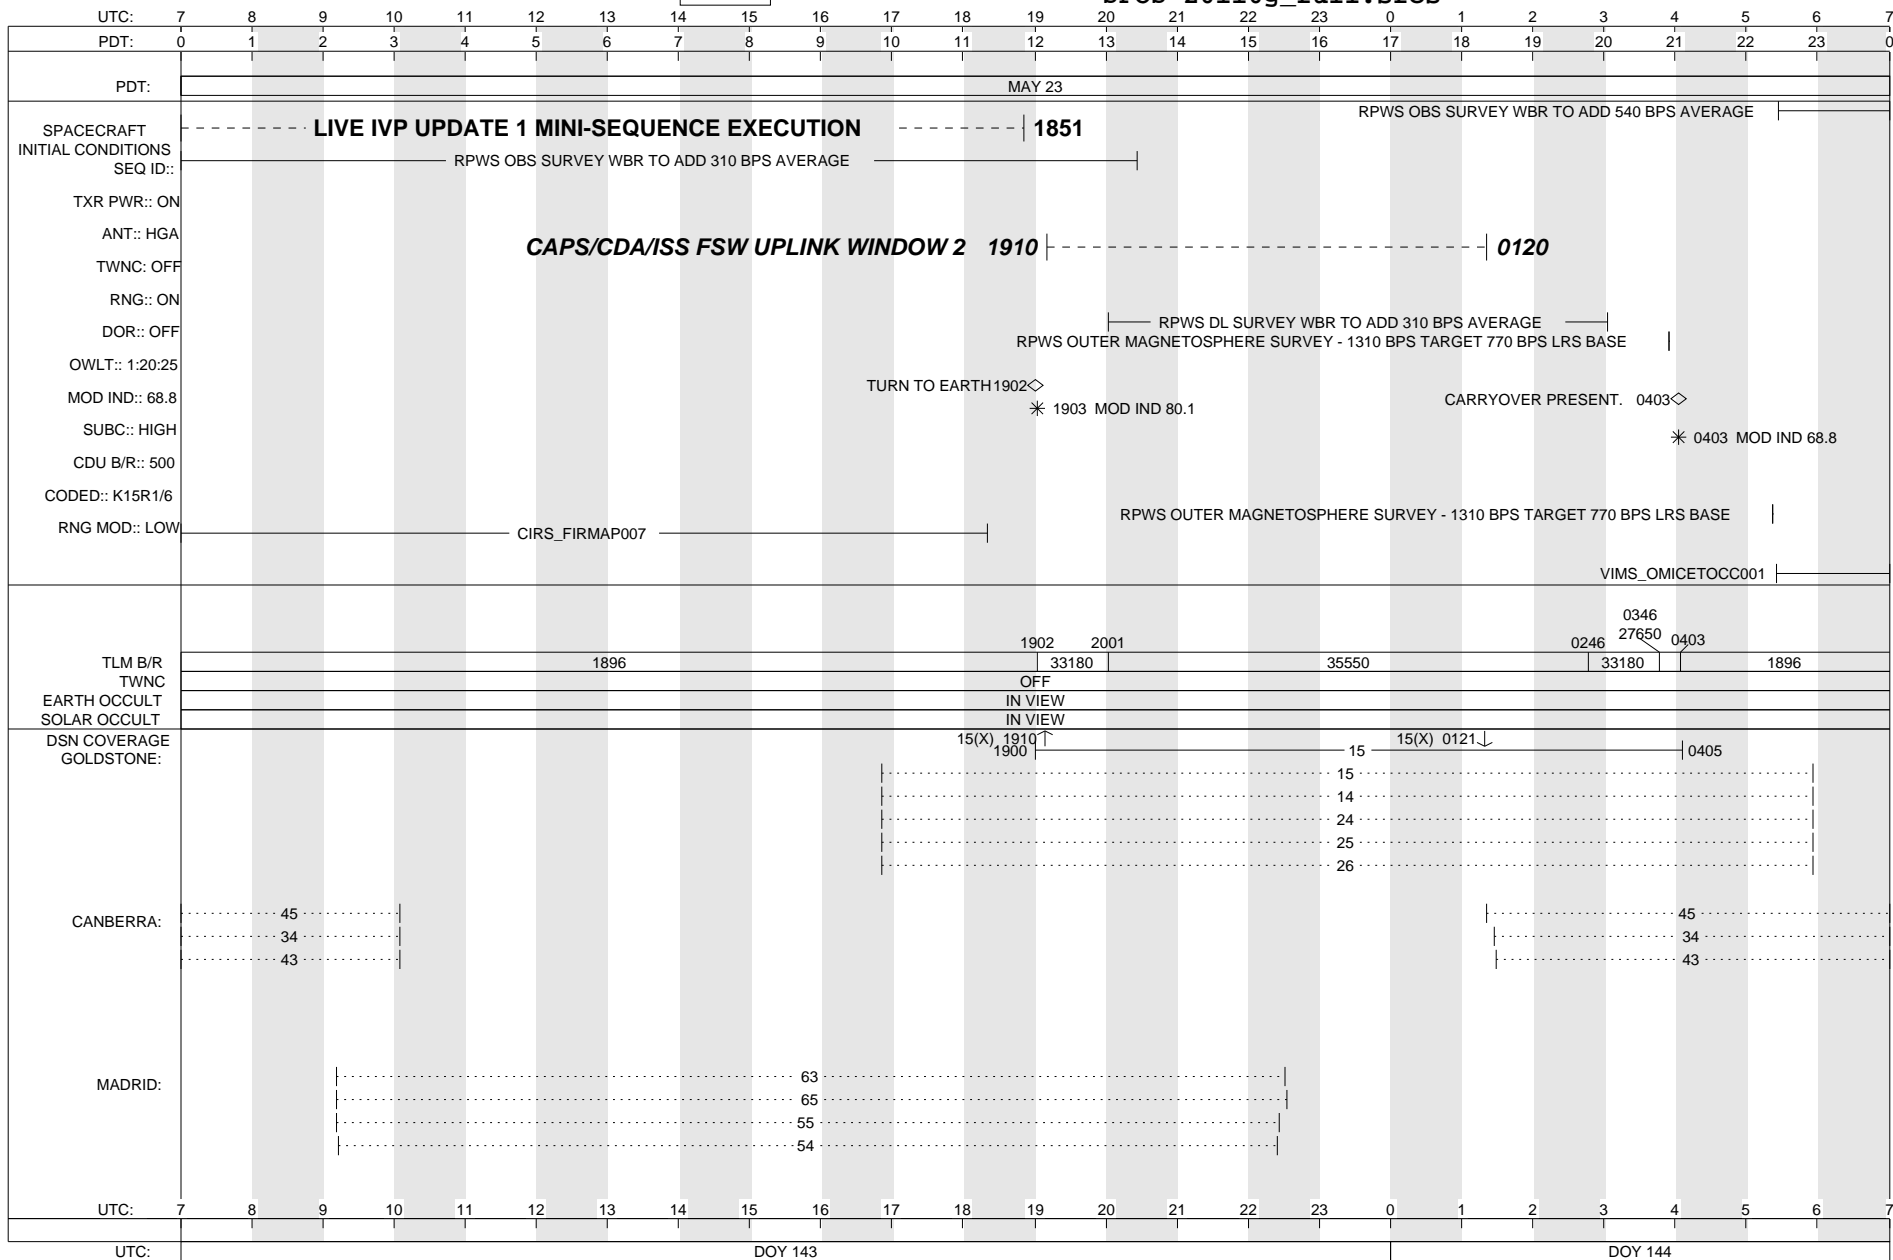 UTC: 7 8 9 10 11 12 13 14 15 16 17 18 19 20 21 22 23 0 1 2 3 4 5 6 7
PDT: 0 1 2 3 4 5 6 7 8 9 10 11 12 13 14 15 16 17 18 19 20 21 22 23 0
PDT: MAY 23
RPWS OBS SURVEY WBR TO ADD 540 BPS AVERAGE
SPACECRAFT
INITIAL CONDITIONS
LIVE IVP UPDATE 1 MINI-SEQUENCE EXECUTION 1851
SEQ ID::
RPWS OBS SURVEY WBR TO ADD 310 BPS AVERAGE
TXR PWR:: ON
ANT:: HGA
CAPS/CDA/ISS FSW UPLINK WINDOW 2 1910 0120
TWNC: OFF
RNG:: ON
DOR:: OFF
RPWS DL SURVEY WBR TO ADD 310 BPS AVERAGE
RPWS OUTER MAGNETOSPHERE SURVEY - 1310 BPS TARGET 770 BPS LRS BASE
OWLT:: 1:20:25
TURN TO EARTH 1902
MOD IND:: 68.8
CARRYOVER PRESENT. 0403
1903 MOD IND 80.1
SUBC:: HIGH
0403 MOD IND 68.8
CDU B/R:: 500
CODED:: K15R1/6
RPWS OUTER MAGNETOSPHERE SURVEY - 1310 BPS TARGET 770 BPS LRS BASE
RNG MOD:: LOW
CIRS_FIRMAP007
VIMS_OMICETOCC001
0346
27650
1902 2001 0246 0403
TLM B/R 1896 33180 35550 33180 1896
TWNC OFF
EARTH OCCULT IN VIEW
SOLAR OCCULT IN VIEW
DSN COVERAGE
15(X) 1910 15(X) 0121
GOLDSTONE: 1900 15 0405
15
14
24
25
26
CANBERRA: 45 45
34 34
43 43
MADRID: 63
65
55
54
UTC: 7 8 9 10 11 12 13 14 15 16 17 18 19 20 21 22 23 0 1 2 3 4 5 6 7
UTC: DOY 143 DOY 144